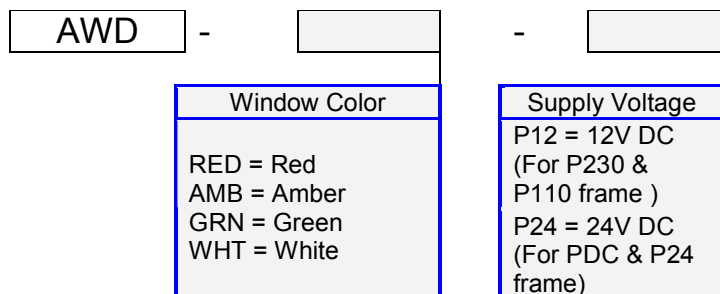 AWD - -
Window Color
RED = Red
AMB = Amber
GRN = Green
WHT = White
Supply Voltage
P12 = 12V DC
(For P230 &
P110 frame )
P24 = 24V DC
(For PDC & P24
frame)